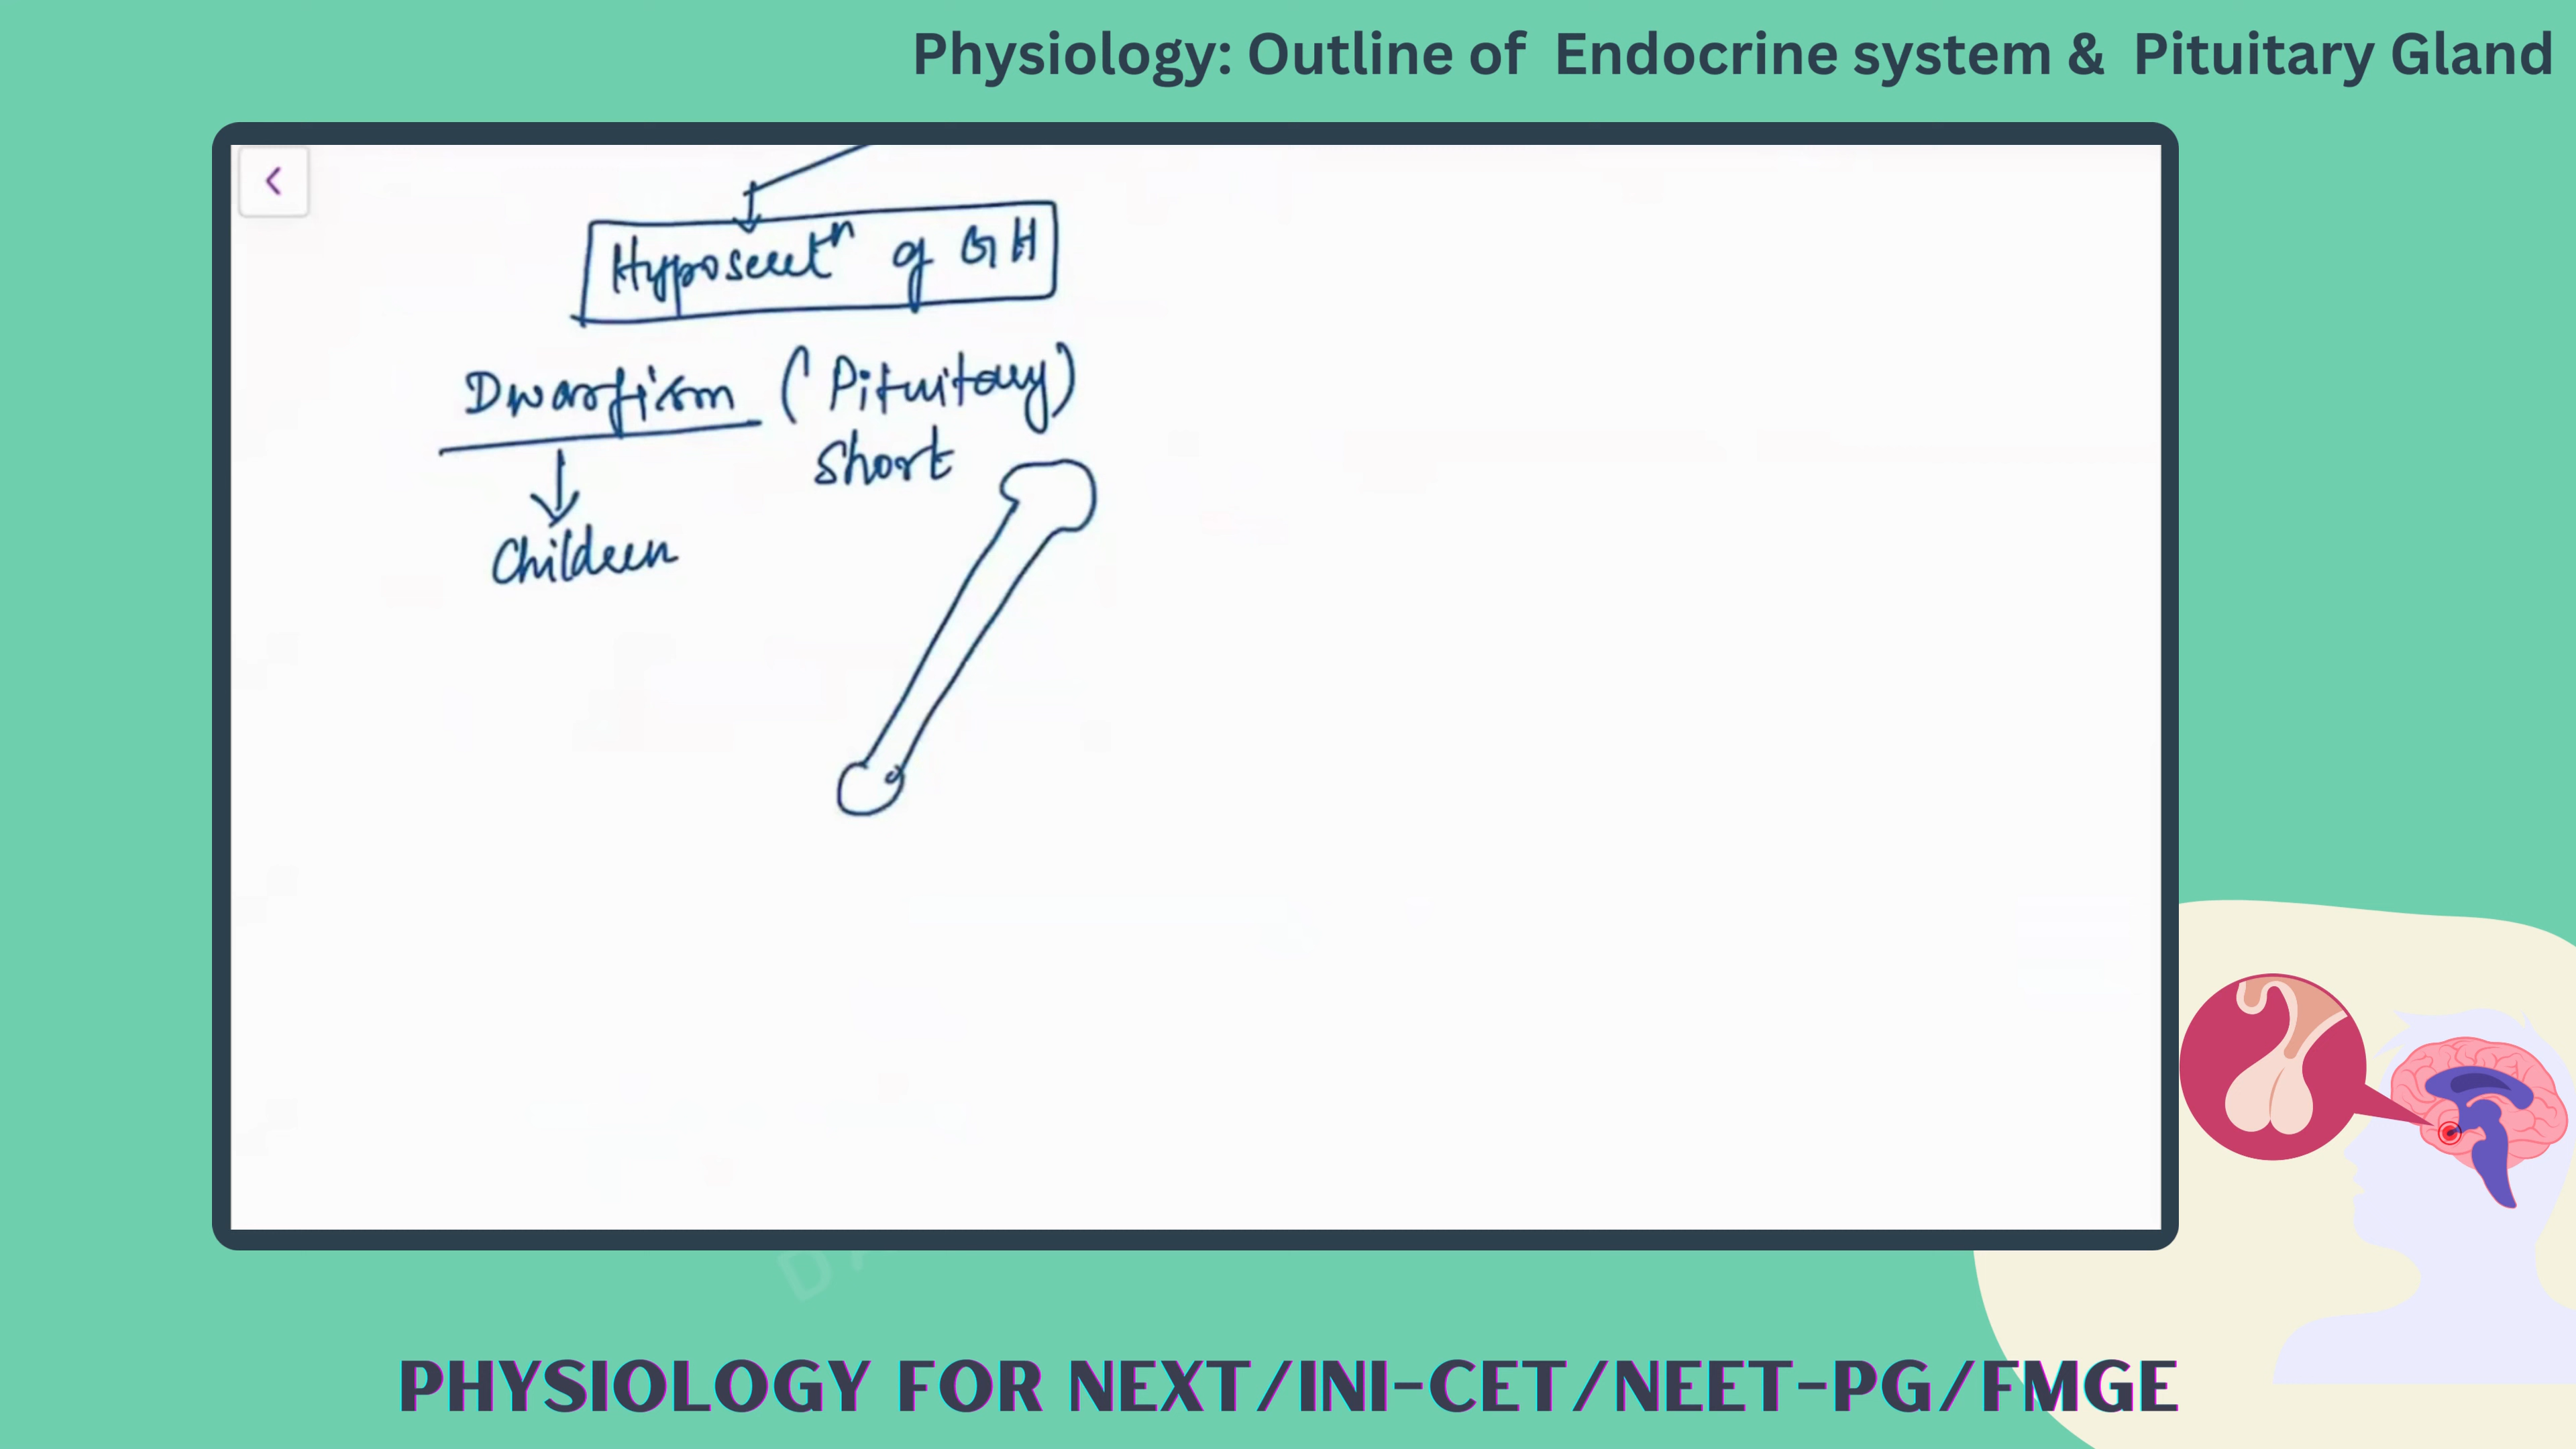 Physiology: Outline of Endocrine system & Pituitary Gland
Hyposecretn of GH
Dwarfism (Pituitary)
Short
Children
PHYSIOLOGY FOR NEXT/INI-CET/NEET-PG/FMGE